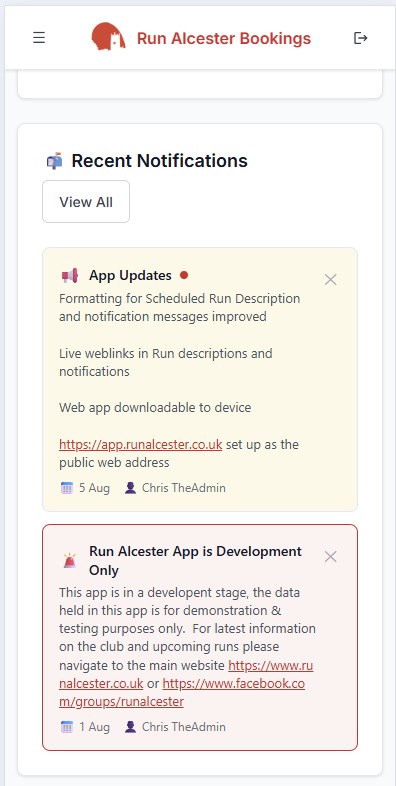 Run Alcester Bookings
Recent Notifications
View All
App Updates
Formatting for Scheduled Run Description
and notification messages improved
Live weblinks in Run descriptions and
notifications
Web app downloadable to device
https://app.runalcester.co.uk set up as the
public web address
5 Aug Chris TheAdmin
Run Alcester App is Development
Only
This app is in a developent stage, the data
held in this app is for demonstration &
testing purposes only.  For latest information
on the club and upcoming runs please
navigate to the main website https://www.ru
nalcester.co.uk or https://www.facebook.co
m/groups/runalcester
1 Aug Chris TheAdmin